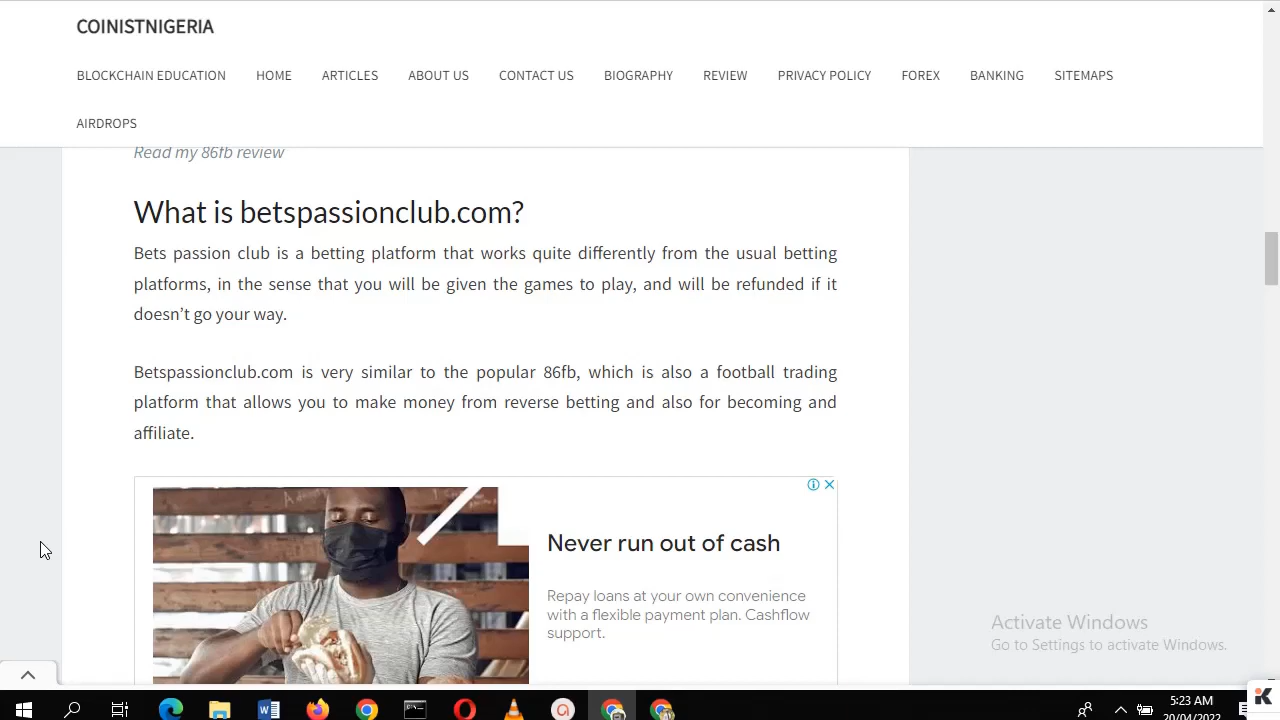 COINISTNIGERIA
BLOCKCHAIN EDUCATION HOME ARTICLES ABOUT US CONTACT US BIOGRAPHY REVIEW PRIVACY POLICY FOREX BANKING SITEMAPS
AIRDROPS
Read my 86fb review
What is betspassionclub.com?
Bets passion club is a betting platform that works quite differently from the usual betting
platforms, in the sense that you will be given the games to play, and will be refunded if it
doesn’t go your way.
Betspassionclub.com is very similar to the popular 86fb, which is also a football trading
platform that allows you to make money from reverse betting and also for becoming and
affiliate.
Never run out of cash
Repay loans at your own convenience
with a flexible payment plan. Cashflow
support.
Activate Windows
Go to Settings to activate Windows.
5:23 AM
20/04/2022